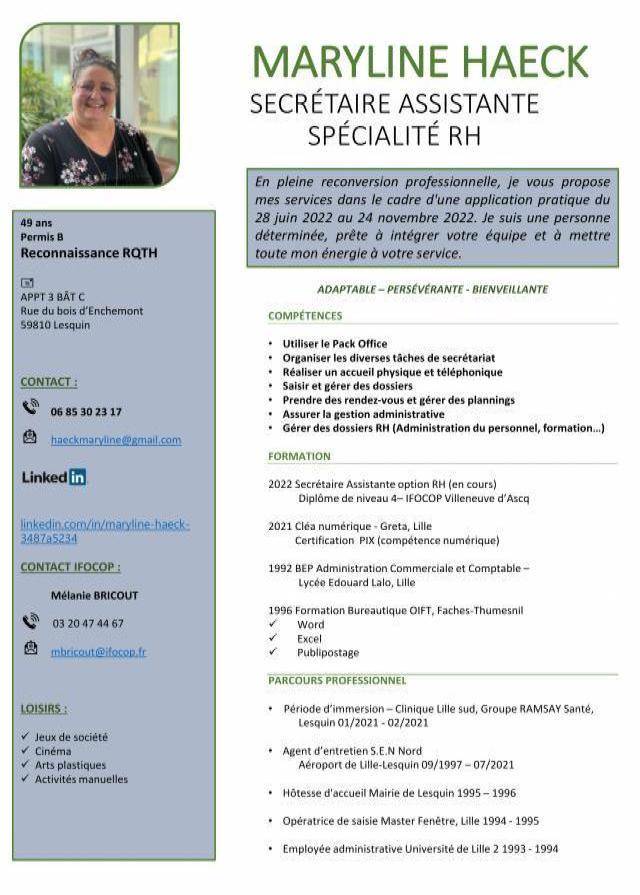 MARYLINE HAECK
SECRÉTAIRE ASSISTANTE
SPÉCIALITÉ RH
En pleine reconversion professionnelle, je vous propose
mes services dans le cadre d'une application pratique du
28 juin 2022 au 24 novembre 2022. Je suis une personne
déterminée, prête à intégrer votre équipe et à mettre
toute mon énergie à votre service.
49 ans
Permis B
Reconnaissance RQTH
APPT 3 BÂT C
Rue du bois d'Enchemont
59810 Lesquin
CONTACT :
06 85 30 23 17
haeckmaryline@gmail.com
Linked in
linkedin.com/in/maryline-haeck-
3487a5234
CONTACT IFOCOP :
Mélanie BRICOUT
03 20 47 44 67
mbricout@ifocop.fr
LOISIRS :
✓ Jeux de société
✓ Cinéma
✓ Arts plastiques
✓ Activités manuelles
ADAPTABLE – PERSÉVÉRANTE - BIENVEILLANTE
COMPÉTENCES
• Utiliser le Pack Office
• Organiser les diverses tâches de secrétariat
• Réaliser un accueil physique et téléphonique
• Saisir et gérer des dossiers
• Prendre des rendez-vous et gérer des plannings
• Assurer la gestion administrative
• Gérer des dossiers RH (Administration du personnel, formation…)
FORMATION
2022 Secrétaire Assistante option RH (en cours)
Diplôme de niveau 4– IFOCOP Villeneuve d'Ascq
2021 Cléa numérique - Greta, Lille
Certification PIX (compétence numérique)
1992 BEP Administration Commerciale et Comptable –
Lycée Edouard Lalo, Lille
1996 Formation Bureautique OIFT, Faches-Thumesnil
✓ Word
✓ Excel
✓ Publipostage
PARCOURS PROFESSIONNEL
• Période d'immersion – Clinique Lille sud, Groupe RAMSAY Santé,
Lesquin 01/2021 - 02/2021
• Agent d'entretien S.E.N Nord
Aéroport de Lille-Lesquin 09/1997 – 07/2021
• Hôtesse d'accueil Mairie de Lesquin 1995 – 1996
• Opératrice de saisie Master Fenêtre, Lille 1994 - 1995
• Employée administrative Université de Lille 2 1993 - 1994